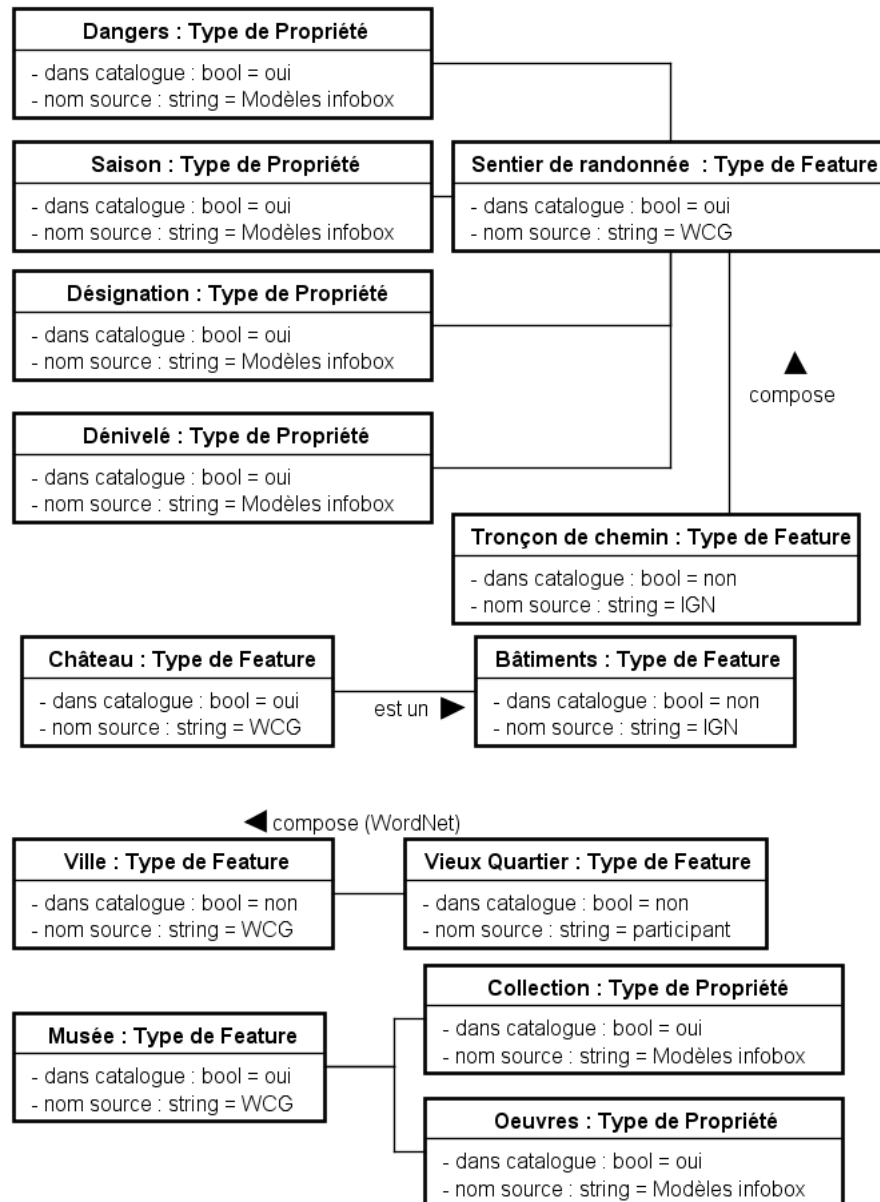 Dangers : Type de Propriété
- dans catalogue : bool = oui
- nom source : string = Modèles infobox
Saison : Type de Propriété
- dans catalogue : bool = oui
- nom source : string = Modèles infobox
Sentier de randonnée : Type de Feature
- dans catalogue : bool = oui
- nom source : string = WCG
Désignation : Type de Propriété
- dans catalogue : bool = oui
- nom source : string = Modèles infobox
compose
Dénivelé : Type de Propriété
- dans catalogue : bool = oui
- nom source : string = Modèles infobox
Tronçon de chemin : Type de Feature
- dans catalogue : bool = non
- nom source : string = IGN
Château : Type de Feature
- dans catalogue : bool = oui
- nom source : string = WCG
est un
Bâtiments : Type de Feature
- dans catalogue : bool = non
- nom source : string = IGN
compose (WordNet)
Ville : Type de Feature
- dans catalogue : bool = non
- nom source : string = WCG
Vieux Quartier : Type de Feature
- dans catalogue : bool = non
- nom source : string = participant
Musée : Type de Feature
- dans catalogue : bool = oui
- nom source : string = WCG
Collection : Type de Propriété
- dans catalogue : bool = oui
- nom source : string = Modèles infobox
Oeuvres : Type de Propriété
- dans catalogue : bool = oui
- nom source : string = Modèles infobox